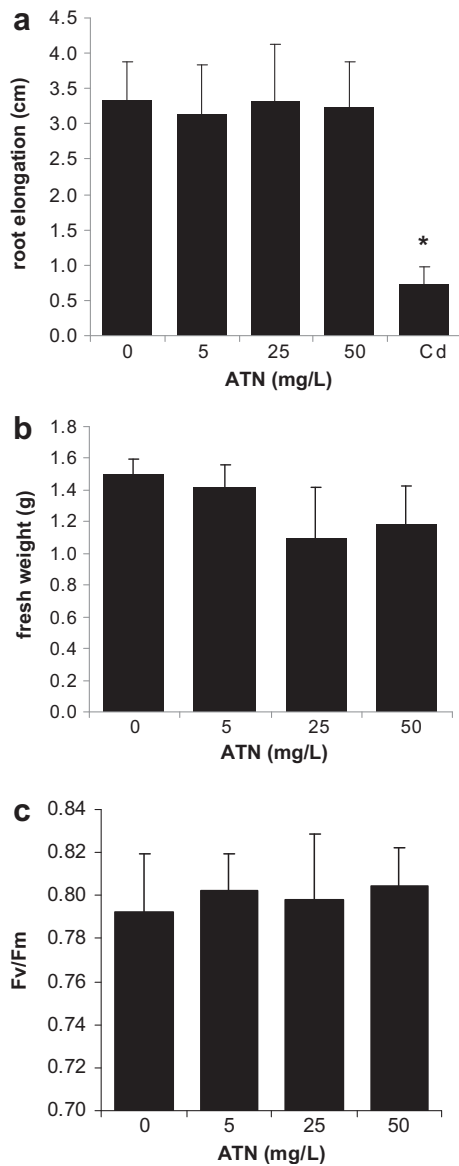 a
4.5
4.0
3.5
3.0
2.5
2.0
1.5
1.0
0.5
0.0
root elongation (cm)
*
0 5 25 50 Cd
ATN (mg/L)
b
1.8
1.6
1.4
1.2
1.0
0.8
0.6
0.4
0.2
0.0
fresh weight (g)
0 5 25 50
ATN (mg/L)
c
0.84
0.82
0.80
0.78
0.76
0.74
0.72
0.70
Fv/Fm
0 5 25 50
ATN (mg/L)